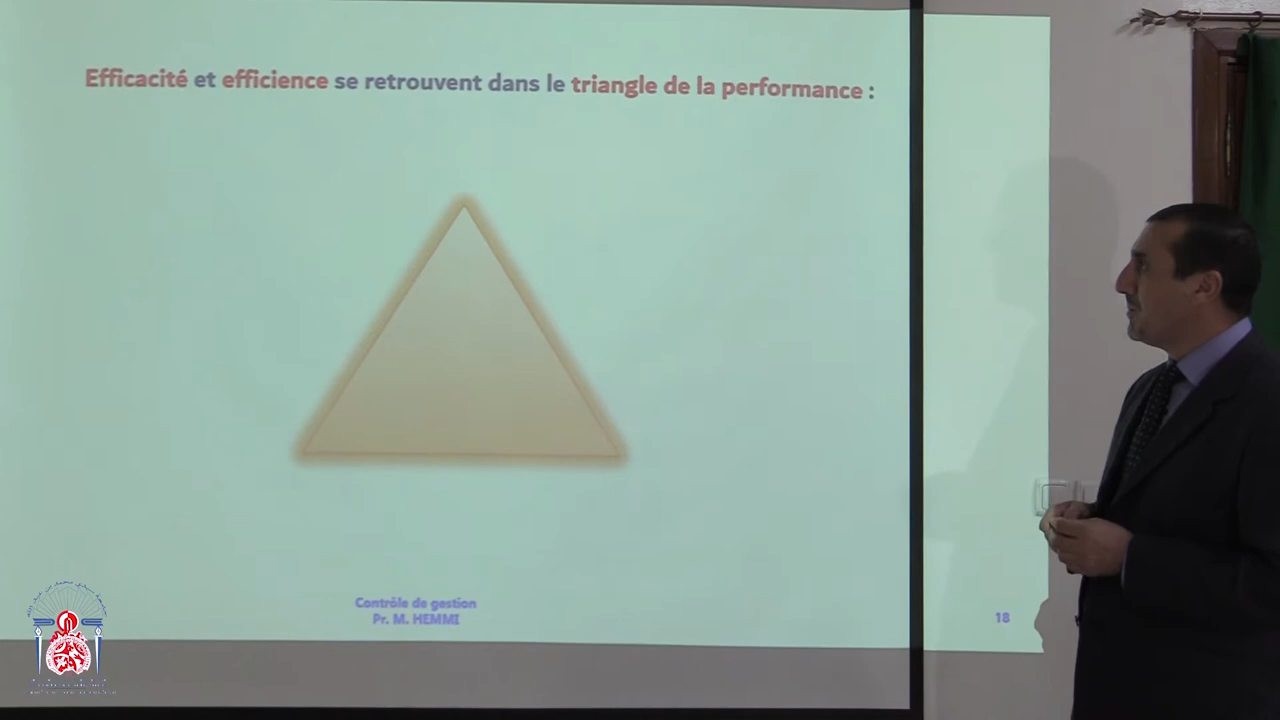 Efficacité et efficience se retrouvent dans le triangle de la performance :
Contrôle de gestion
Pr. M. HEMMI
18